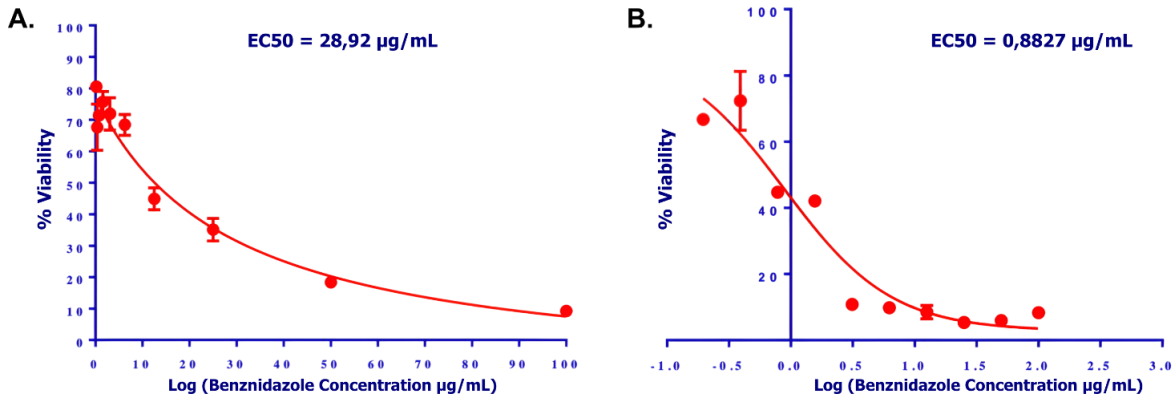 A.
EC50 = 28,92 µg/mL
% Viability
100
90
80
70
60
50
40
30
20
10
0
0 10 20 30 40 50 60 70 80 90 100
Log (Benznidazole Concentration µg/mL)
B.
EC50 = 0,8827 µg/mL
% Viability
100
80
60
40
20
-1.0 -0.5 0.0 0.5 1.0 1.5 2.0 2.5 3.0
Log (Benznidazole Concentration µg/mL)